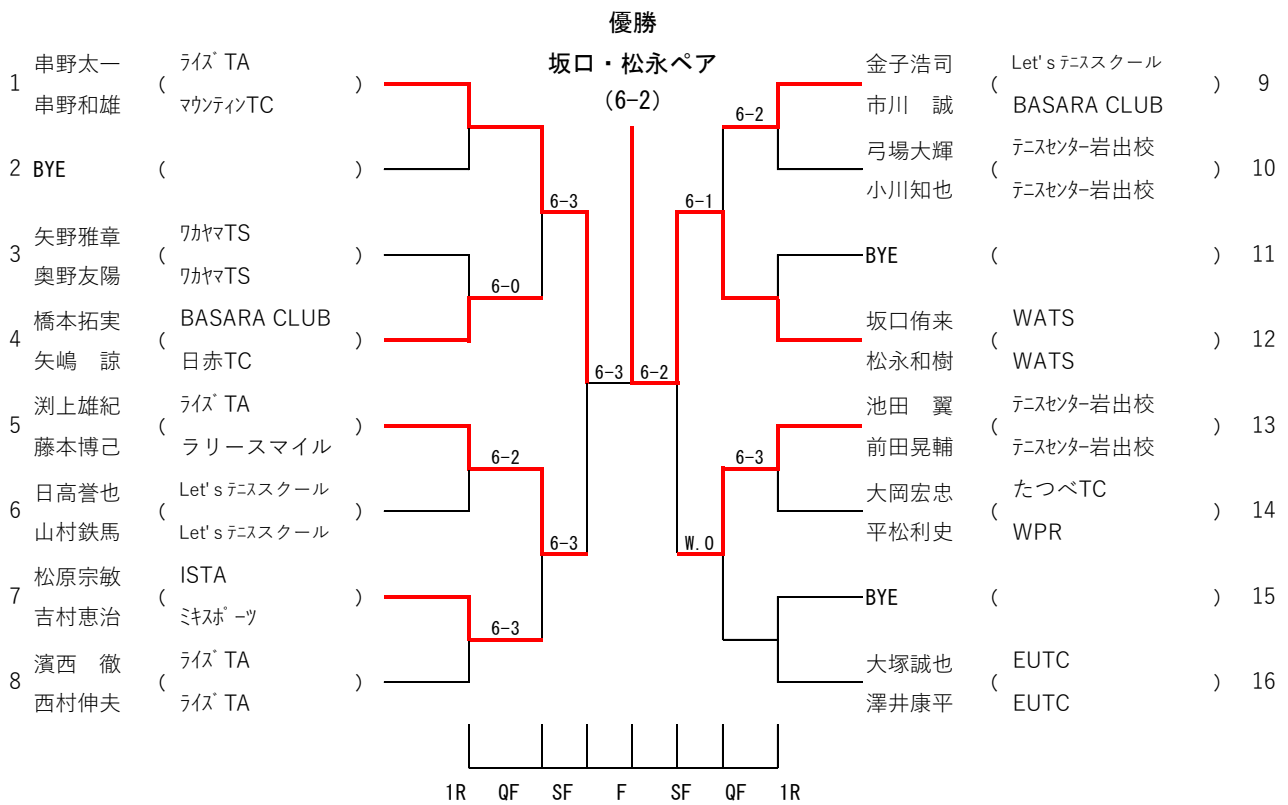 優勝
坂口・松永ペア
(6-2)
1 串野太一 ( ﾗｲｽﾞTA )
串野和雄 ﾏｳﾝﾃｨﾝTC
2 BYE ( )
3 矢野雅章 ( ﾜｶﾔﾏTS )
奥野友陽 ﾜｶﾔﾏTS
4 橋本拓実 ( BASARA CLUB )
矢嶋 諒 日赤TC
5 渕上雄紀 ( ﾗｲｽﾞTA )
藤本博己 ラリースマイル
6 日高誉也 ( Let'sﾃﾆｽスクール )
山村鉄馬 Let'sﾃﾆｽスクール
7 松原宗敏 ( ISTA )
吉村恵治 ﾐｷｽﾎﾟｰﾂ
8 濱西 徹 ( ﾗｲｽﾞTA )
西村伸夫 ﾗｲｽﾞTA
6-0
6-2
6-3
6-3
6-3
6-3
6-2
6-1
W.O
6-2
6-3
金子浩司 ( Let'sﾃﾆｽスクール ) 9
市川 誠 BASARA CLUB
弓場大輝 ( ﾃﾆｽｾﾝﾀｰ岩出校 ) 10
小川知也 ﾃﾆｽｾﾝﾀｰ岩出校
BYE ( ) 11
坂口侑来 ( WATS ) 12
松永和樹 WATS
池田 翼 ( ﾃﾆｽｾﾝﾀｰ岩出校 ) 13
前田晃輔 ﾃﾆｽｾﾝﾀｰ岩出校
大岡宏忠 ( たつべTC ) 14
平松利史 WPR
BYE ( ) 15
大塚誠也 ( EUTC ) 16
澤井康平 EUTC
1R QF SF F SF QF 1R